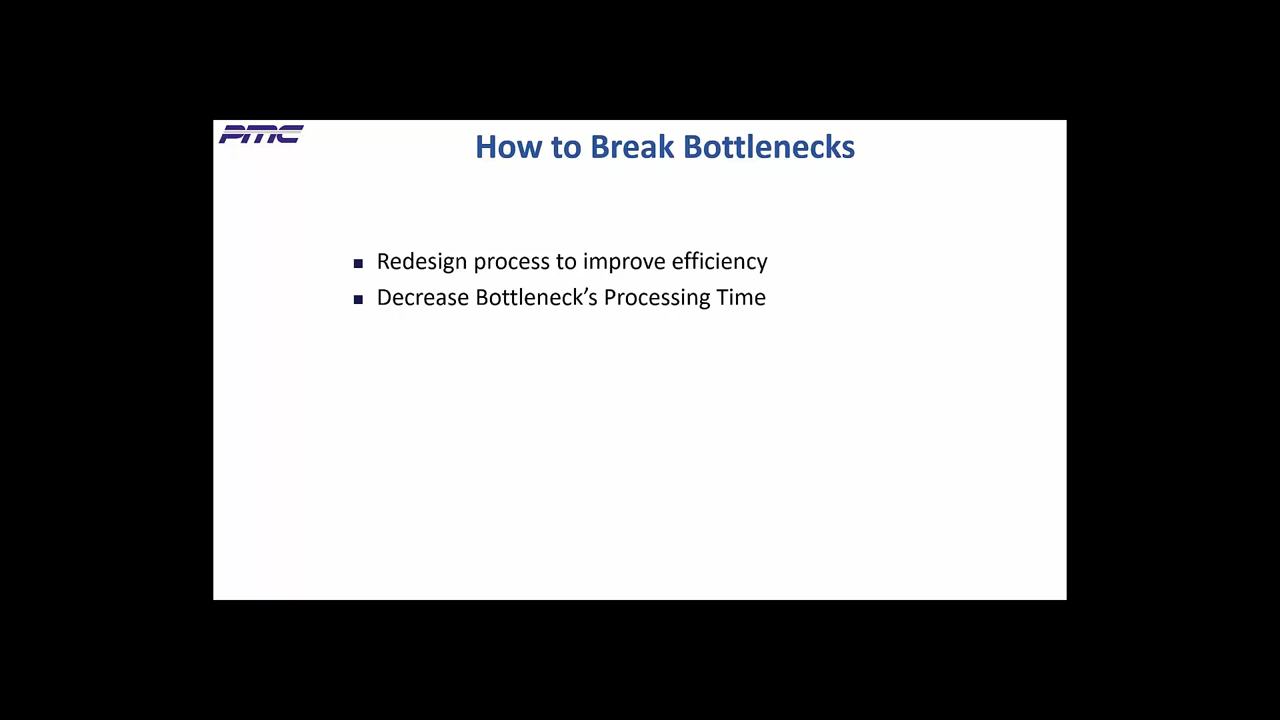 PMC
How to Break Bottlenecks
Redesign process to improve efficiency
Decrease Bottleneck’s Processing Time